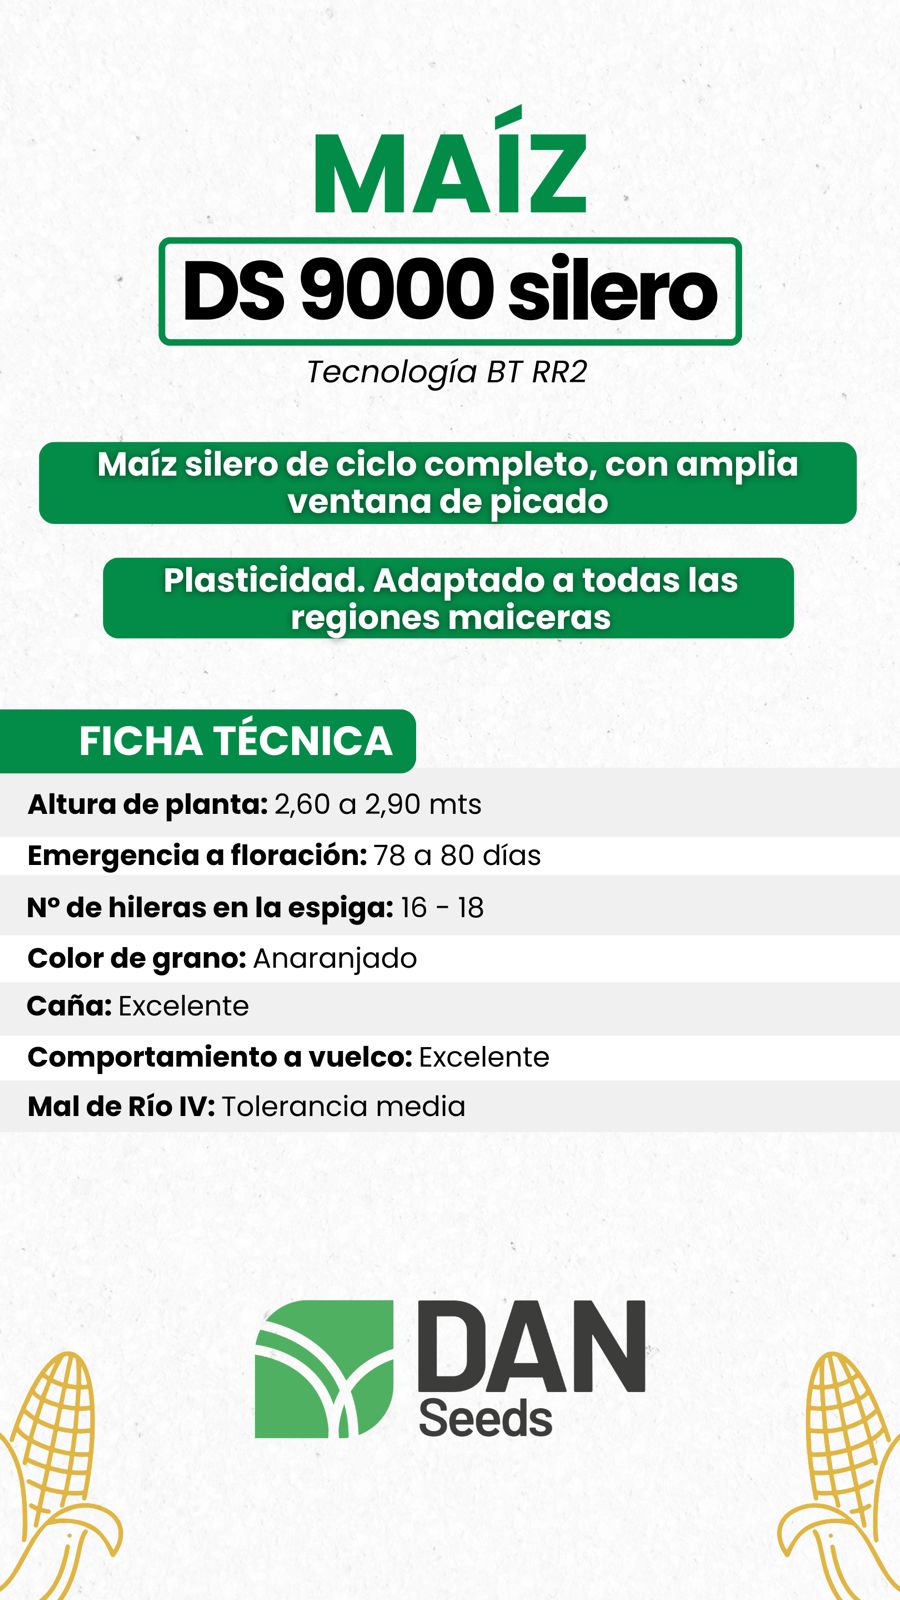 MAÍZ
DS 9000 silero
Tecnología BT RR2
Maíz silero de ciclo completo, con amplia
ventana de picado
Plasticidad. Adaptado a todas las
regiones maiceras
FICHA TÉCNICA
Altura de planta: 2,60 a 2,90 mts
Emergencia a floración: 78 a 80 días
Nº de hileras en la espiga: 16 - 18
Color de grano: Anaranjado
Caña: Excelente
Comportamiento a vuelco: Excelente
Mal de Río IV: Tolerancia media
DAN
Seeds